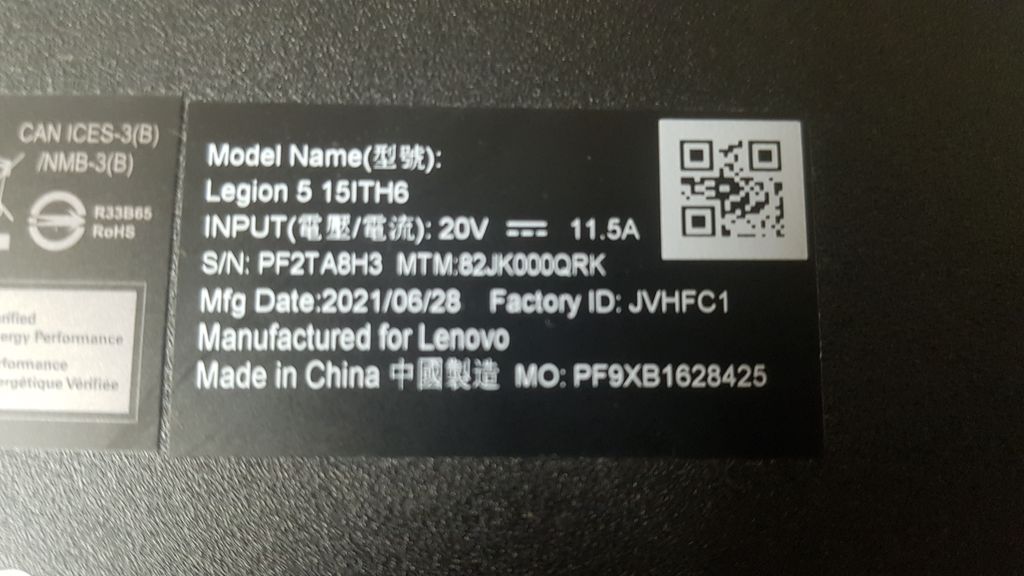 CAN ICES-3(B)
/NMB-3(B)
R33B65
RoHS
erified
ergy Performance
rformance
ergétique Vérifiée
Model Name(型號):
Legion 5 15ITH6
INPUT(電壓/電流): 20V ⎓ 11.5A
S/N: PF2TA8H3 MTM:82JK000QRK
Mfg Date:2021/06/28 Factory ID: JVHFC1
Manufactured for Lenovo
Made in China 中國製造 MO: PF9XB1628425